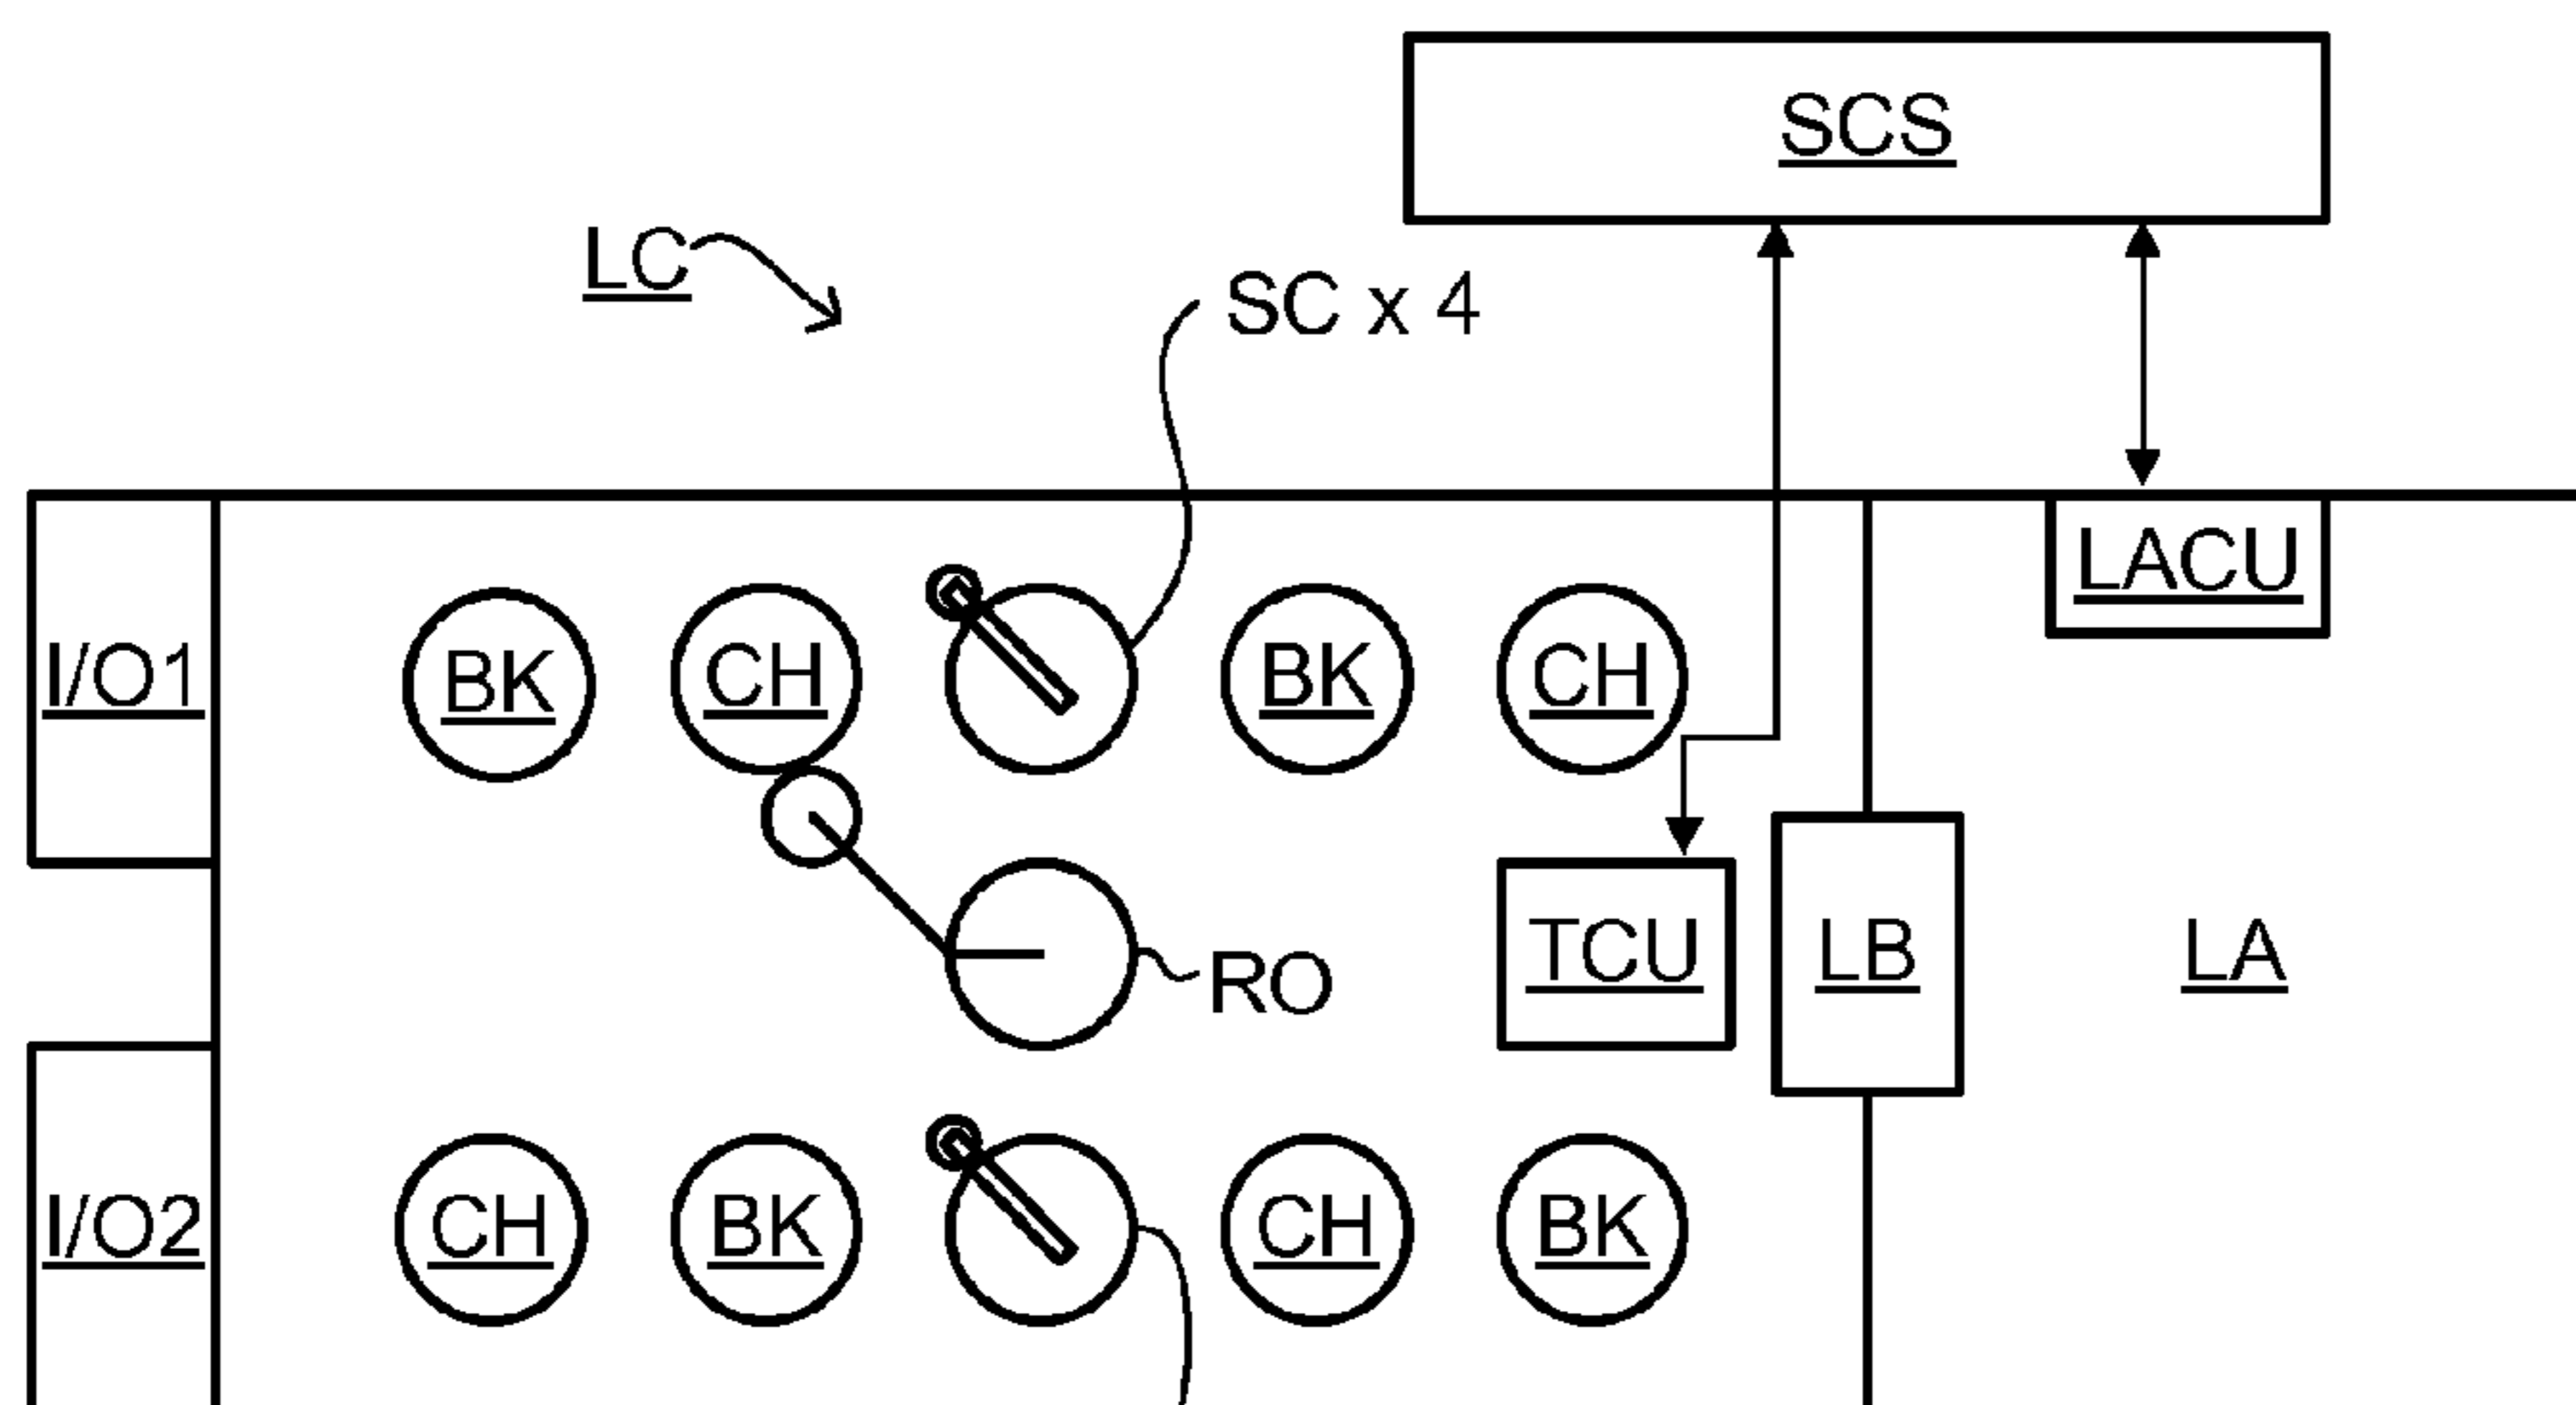 SCS
LC
SC x 4
LACU
I/O1
BK
CH
BK
CH
RO
TCU
LB
LA
I/O2
CH
BK
CH
BK